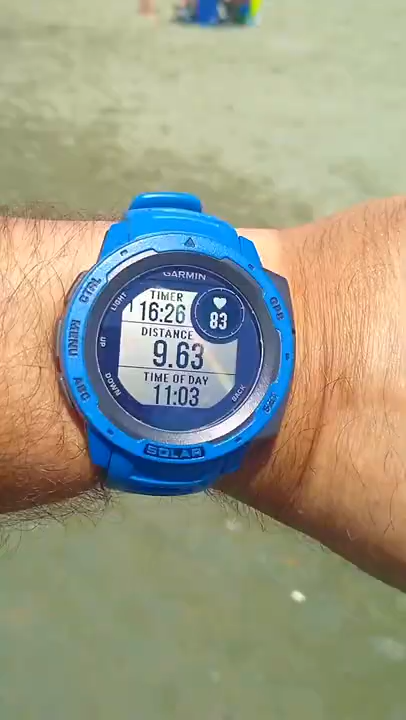 GARMIN
TIMER
16:26
83
DISTANCE
9.63
TIME OF DAY
11:03
LIGHT
CTRL
UP
MENU
DOWN
ABC
GPS
BACK
SOLAR